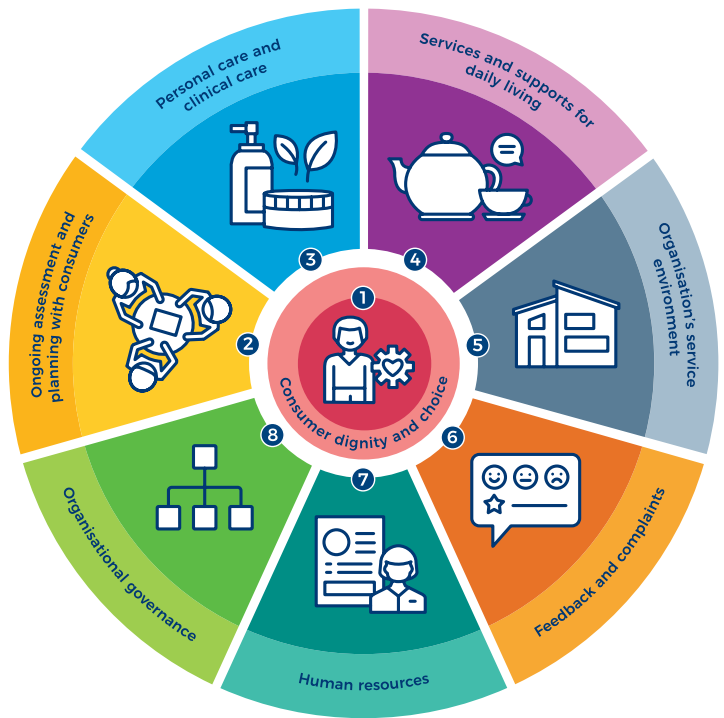 1
Consumer dignity and choice
2
Ongoing assessment and
planning with consumers
3
Personal care and
clinical care
4
Services and supports for
daily living
5
Organisation's service
environment
6
Feedback and complaints
7
Human resources
8
Organisational governance